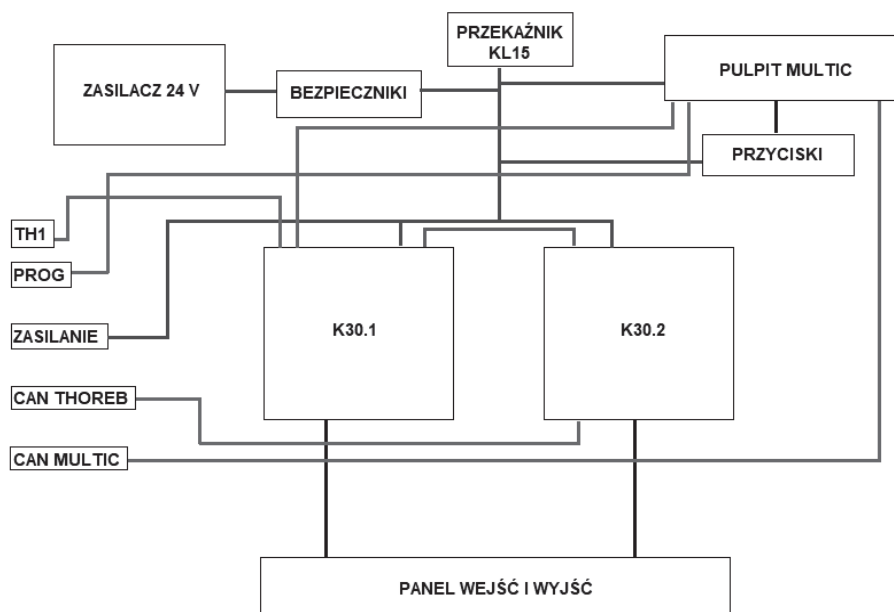 PRZEKAŹNIK
KL15
ZASILACZ 24 V
BEZPIECZNIKI
PULPIT MULTIC
PRZYCISKI
TH1
PROG
ZASILANIE
K30.1
K30.2
CAN THOREB
CAN MULTIC
PANEL WEJŚĆ I WYJŚĆ